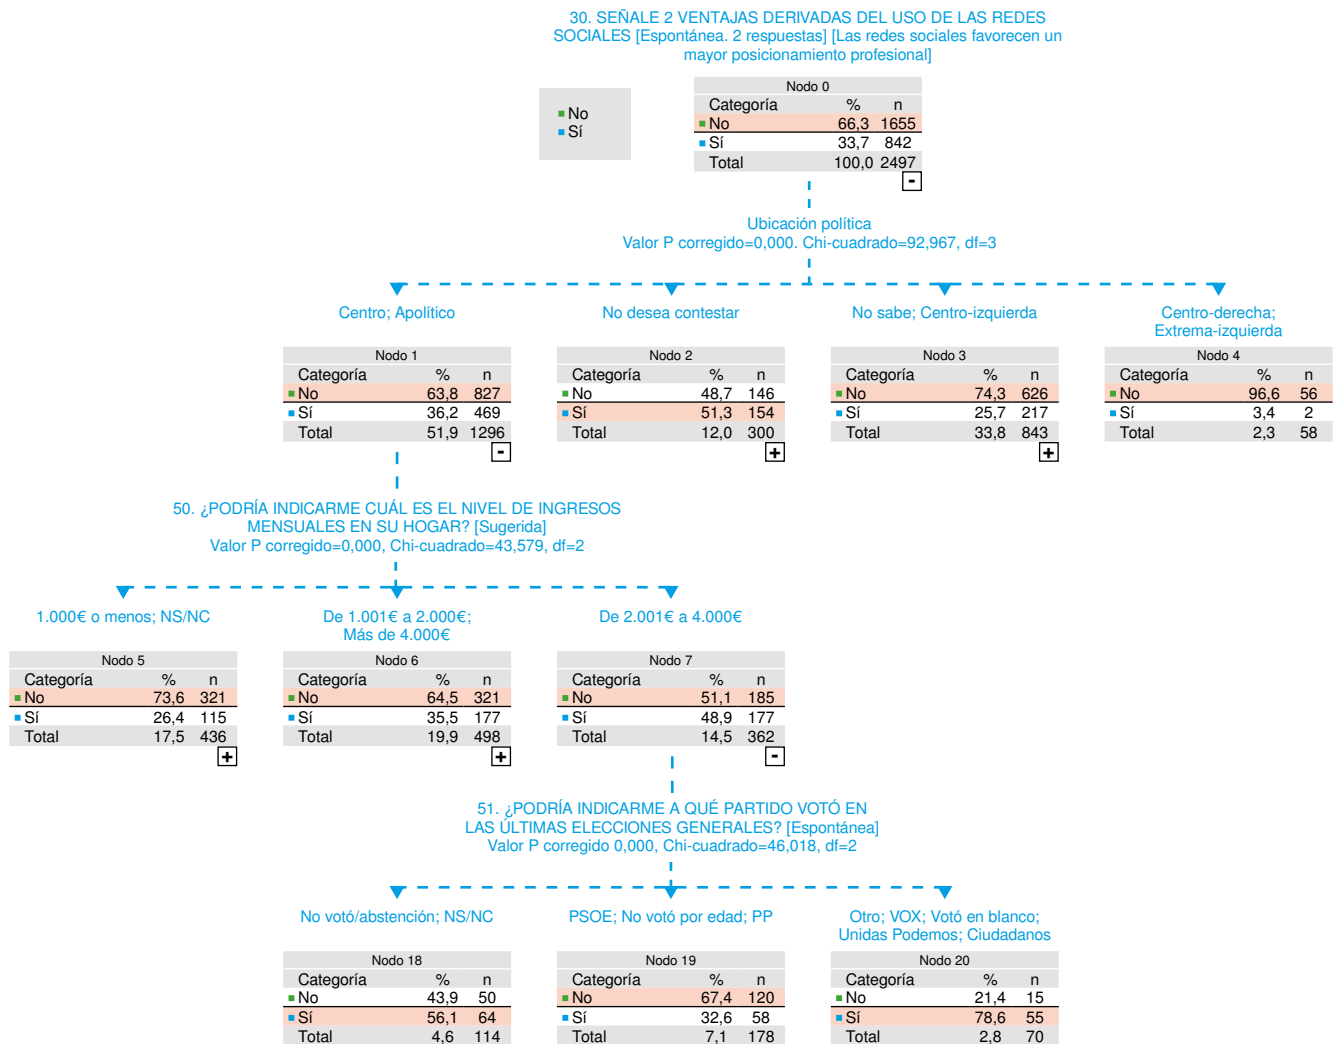 30. SEÑALE 2 VENTAJAS DERIVADAS DEL USO DE LAS REDES
SOCIALES [Espontánea. 2 respuestas] [Las redes sociales favorecen un
mayor posicionamiento profesional]
No
Sí
Nodo 0
Categoría % n
No 66,3 1655
Sí 33,7 842
Total 100,0 2497
-
Ubicación política
Valor P corregido=0,000. Chi-cuadrado=92,967, df=3
Centro; Apolítico
Nodo 1
Categoría % n
No 63,8 827
Sí 36,2 469
Total 51,9 1296
-
No desea contestar
Nodo 2
Categoría % n
No 48,7 146
Sí 51,3 154
Total 12,0 300
+
No sabe; Centro-izquierda
Nodo 3
Categoría % n
No 74,3 626
Sí 25,7 217
Total 33,8 843
+
Centro-derecha;
Extrema-izquierda
Nodo 4
Categoría % n
No 96,6 56
Sí 3,4 2
Total 2,3 58
50. ¿PODRÍA INDICARME CUÁL ES EL NIVEL DE INGRESOS
MENSUALES EN SU HOGAR? [Sugerida]
Valor P corregido=0,000, Chi-cuadrado=43,579, df=2
1.000€ o menos; NS/NC
Nodo 5
Categoría % n
No 73,6 321
Sí 26,4 115
Total 17,5 436
+
De 1.001€ a 2.000€;
Más de 4.000€
Nodo 6
Categoría % n
No 64,5 321
Sí 35,5 177
Total 19,9 498
+
De 2.001€ a 4.000€
Nodo 7
Categoría % n
No 51,1 185
Sí 48,9 177
Total 14,5 362
-
51. ¿PODRÍA INDICARME A QUÉ PARTIDO VOTÓ EN
LAS ÚLTIMAS ELECCIONES GENERALES? [Espontánea]
Valor P corregido 0,000, Chi-cuadrado=46,018, df=2
No votó/abstención; NS/NC
Nodo 18
Categoría % n
No 43,9 50
Sí 56,1 64
Total 4,6 114
PSOE; No votó por edad; PP
Nodo 19
Categoría % n
No 67,4 120
Sí 32,6 58
Total 7,1 178
Otro; VOX; Votó en blanco;
Unidas Podemos; Ciudadanos
Nodo 20
Categoría % n
No 21,4 15
Sí 78,6 55
Total 2,8 70